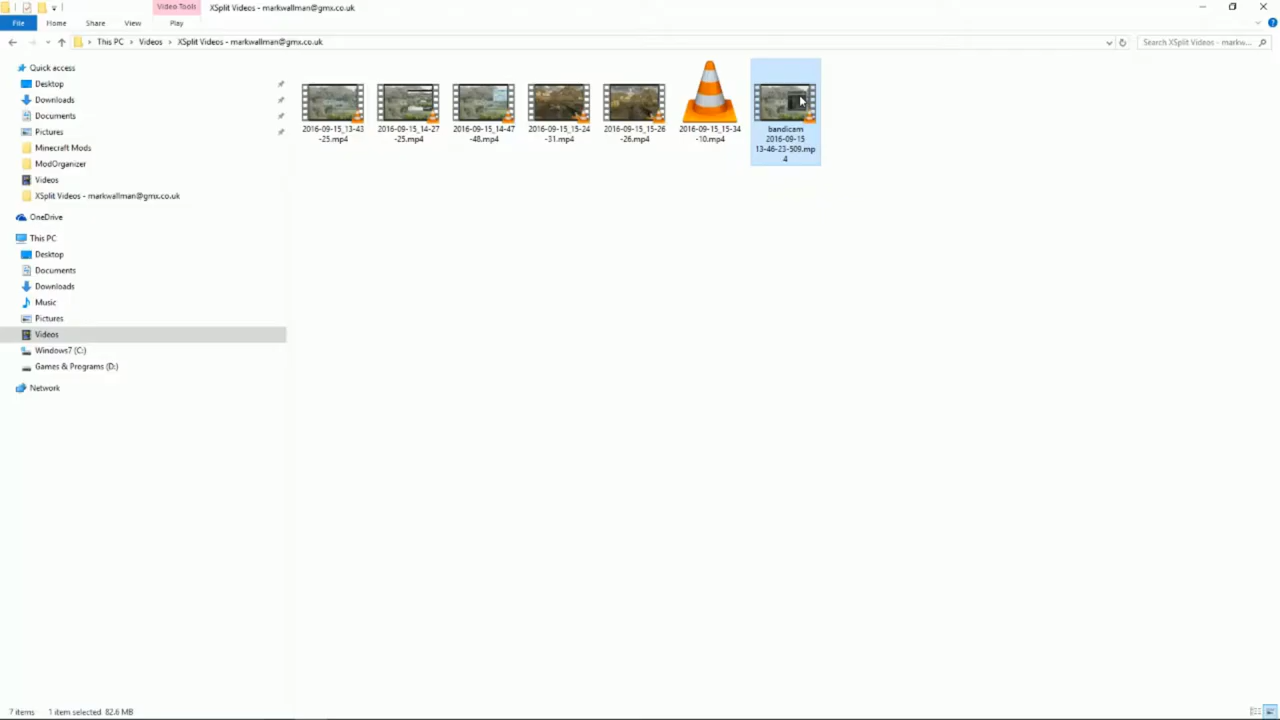 Video Tools
XSplit Videos - markwallman@gmx.co.uk
File
Home
Share
View
Play
This PC
Videos
XSplit Videos - markwallman@gmx.co.uk
Search XSplit Videos - markw...
Quick access
Desktop
Downloads
Documents
Pictures
Minecraft Mods
ModOrganizer
Videos
XSplit Videos - markwallman@gmx.co.uk
OneDrive
This PC
Desktop
Documents
Downloads
Music
Pictures
Videos
Windows7 (C:)
Games & Programs (D:)
Network
2016-09-15_13-43
-25.mp4
2016-09-15_14-27
-25.mp4
2016-09-15_14-47
-48.mp4
2016-09-15_15-24
-31.mp4
2016-09-15_15-26
-26.mp4
2016-09-15_15-34
-10.mp4
bandicam
2016-09-15
13-46-23-509.mp
4
7 items
1 item selected 82.6 MB